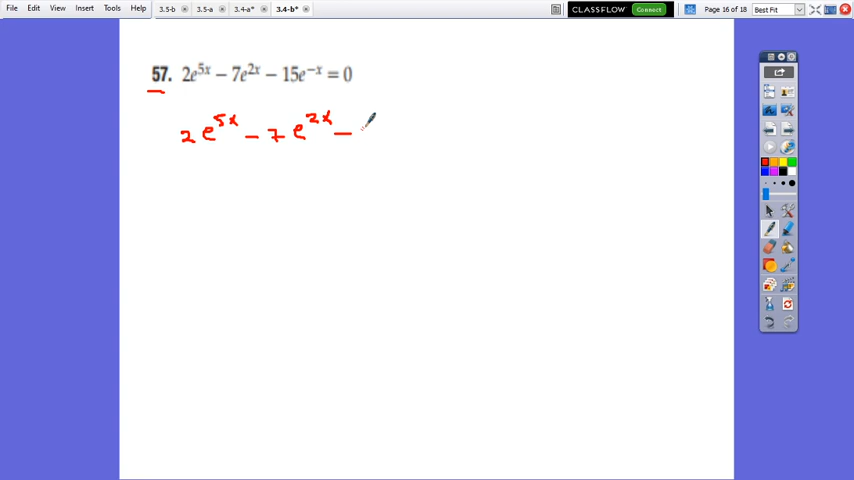 File Edit View Insert Tools Help 3.5-b 3.5-a 3.4-a* 3.4-b* CLASSFLOW Connect Page 16 of 18 Best Fit
57. 2e^{5x} − 7e^{2x} − 15e^{−x} = 0
2e^{5x} − 7e^{2x} −